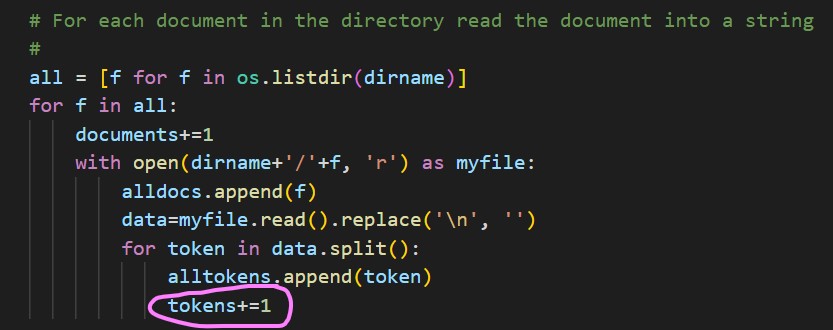 # For each document in the directory read the document into a string
#
all = [f for f in os.listdir(dirname)]
for f in all:
documents+=1
with open(dirname+'/'+f, 'r') as myfile:
alldocs.append(f)
data=myfile.read().replace('\n', '')
for token in data.split():
alltokens.append(token)
tokens+=1